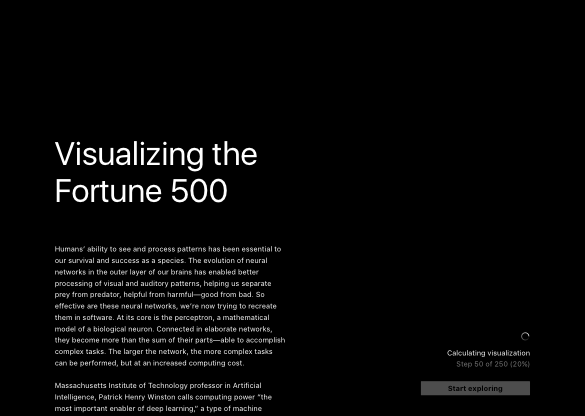 Visualizing the
Fortune 500
Humans’ ability to see and process patterns has been essential to
our survival and success as a species. The evolution of neural
networks in the outer layer of our brains has enabled better
processing of visual and auditory patterns, helping us separate
prey from predator, helpful from harmful—good from bad. So
effective are these neural networks, we’re now trying to recreate
them in software. At its core is the perceptron, a mathematical
model of a biological neuron. Connected in elaborate networks,
they become more than the sum of their parts—able to accomplish
complex tasks. The larger the network, the more complex tasks
can be performed, but at an increased computing cost.
Massachusetts Institute of Technology professor in Artificial
Intelligence, Patrick Henry Winston calls computing power “the
most important enabler of deep learning,” a type of machine
Calculating visualization
Step 50 of 250 (20%)
Start exploring